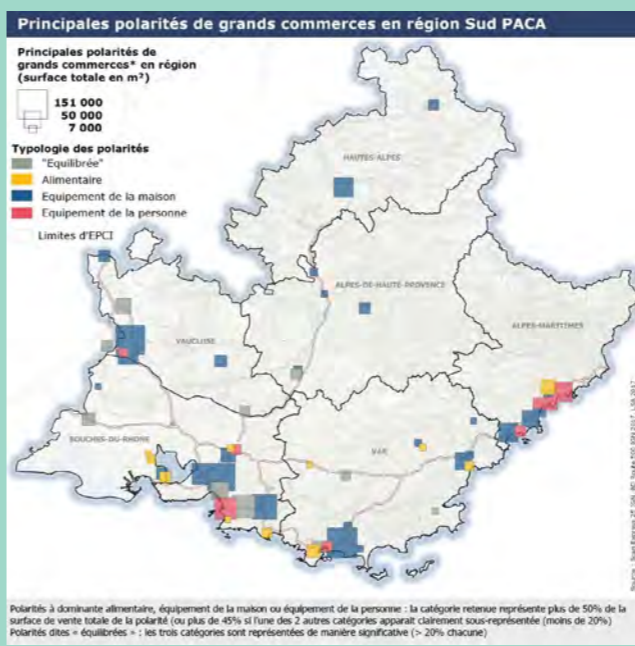 Principales polarités de grands commerces en région Sud PACA
Principales polarités de
grands commerces* en région
(surface totale en m²)
151 000
50 000
7 000
Typologie des polarités
"Equilibrée"
Alimentaire
Equipement de la maison
Equipement de la personne
Limites d'EPCI
HAUTES-ALPES
ALPES-DE-HAUTE-PROVENCE
ALPES-MARITIMES
VAUCLUSE
BOUCHES-DU-RHONE
VAR
Polarités à dominante alimentaire, équipement de la maison ou équipement de la personne : la catégorie retenue représente plus de 50% de la
surface de vente totale de la polarité (ou plus de 45% si l'une des 2 autres catégories apparait clairement sous-représentée (moins de 20%)
Polarités dites « équilibrées » : les trois catégories sont représentées de manière significative (> 20% chacune)